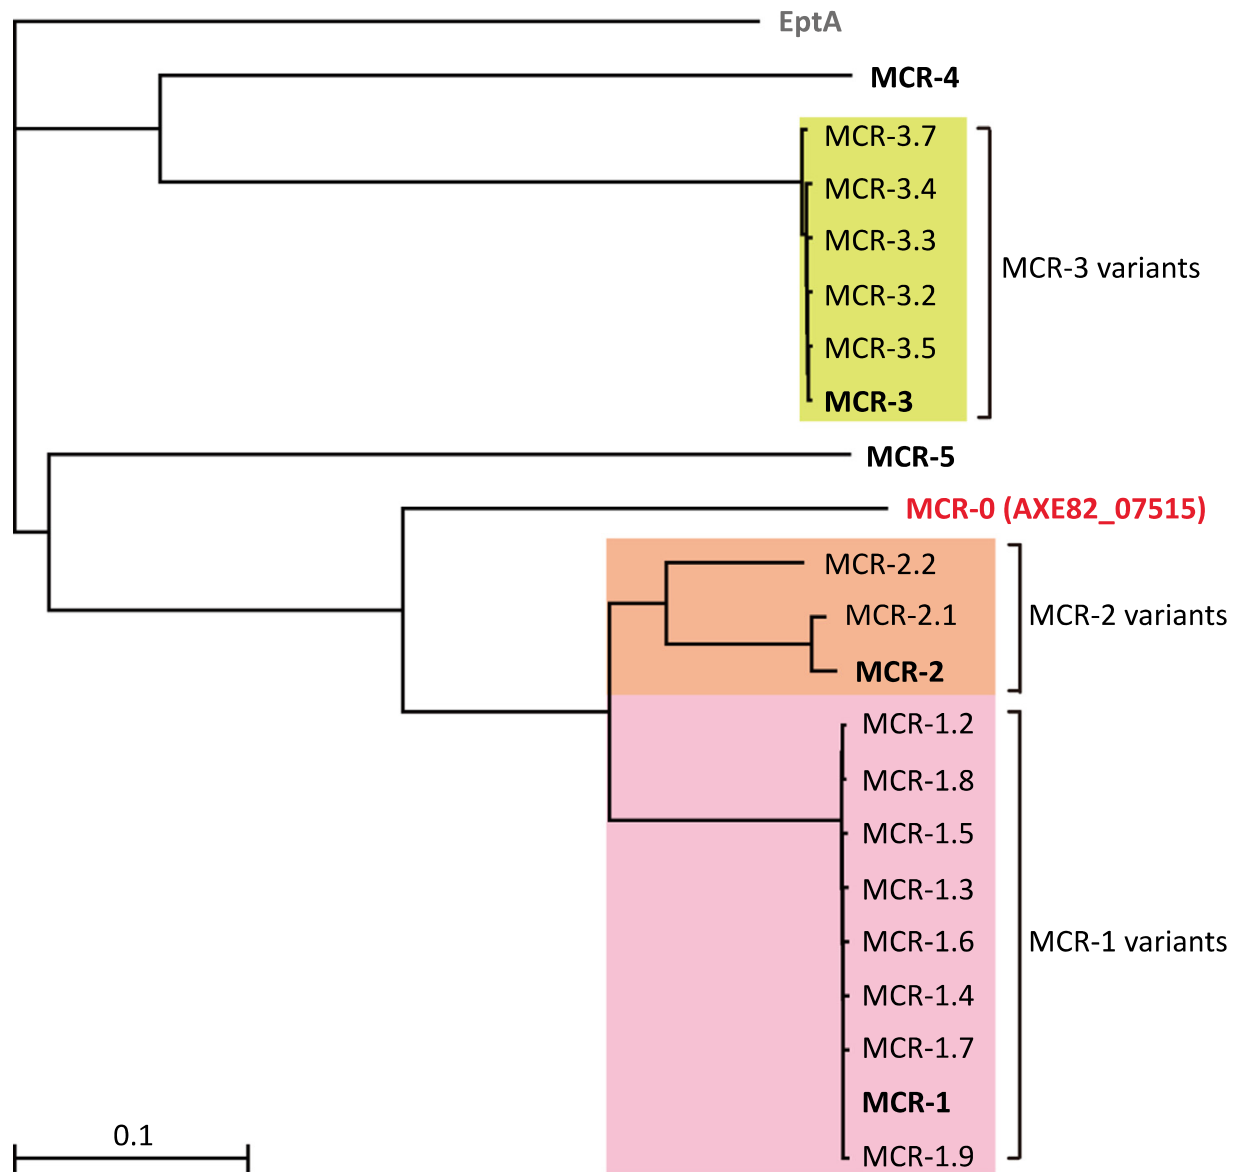 EptA
MCR-4
MCR-3.7
MCR-3.4
MCR-3.3
MCR-3 variants
MCR-3.2
MCR-3.5
MCR-3
MCR-5
MCR-0 (AXE82_07515)
MCR-2.2
MCR-2.1
MCR-2 variants
MCR-2
MCR-1.2
MCR-1.8
MCR-1.5
MCR-1.3
MCR-1.6
MCR-1 variants
MCR-1.4
MCR-1.7
MCR-1
MCR-1.9
0.1